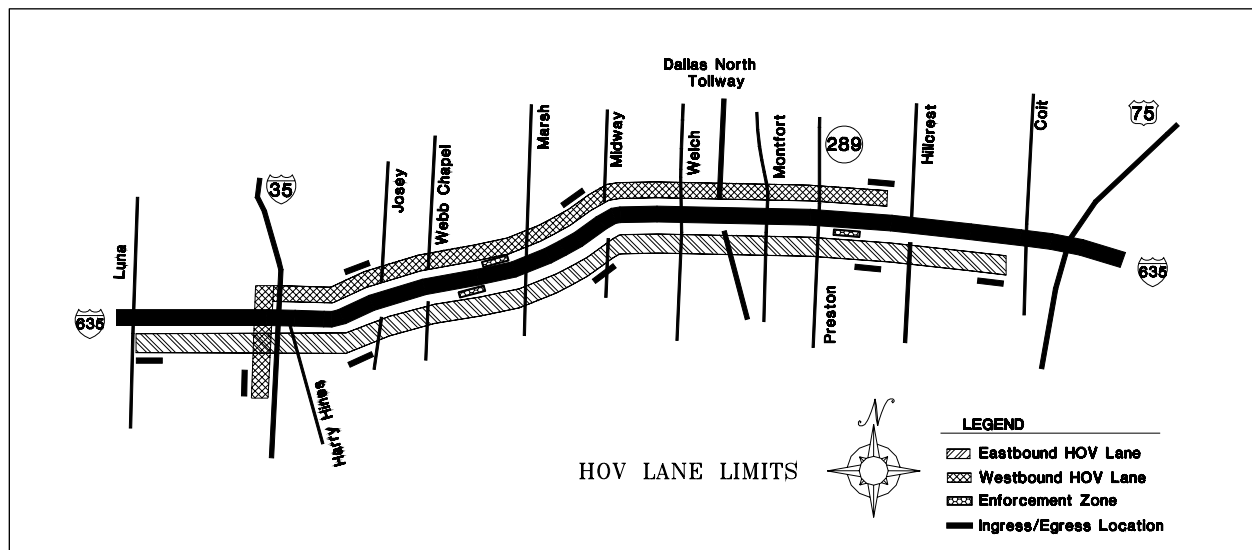 Dallas North
Tollway
75
Coit
Marsh
Midway
Welch
Montfort
289
Hillcrest
35
Josey
Webb Chapel
Luna
635
635
Preston
Harry Hines
N
HOV LANE LIMITS
LEGEND
Eastbound HOV Lane
Westbound HOV Lane
Enforcement Zone
Ingress/Egress Location